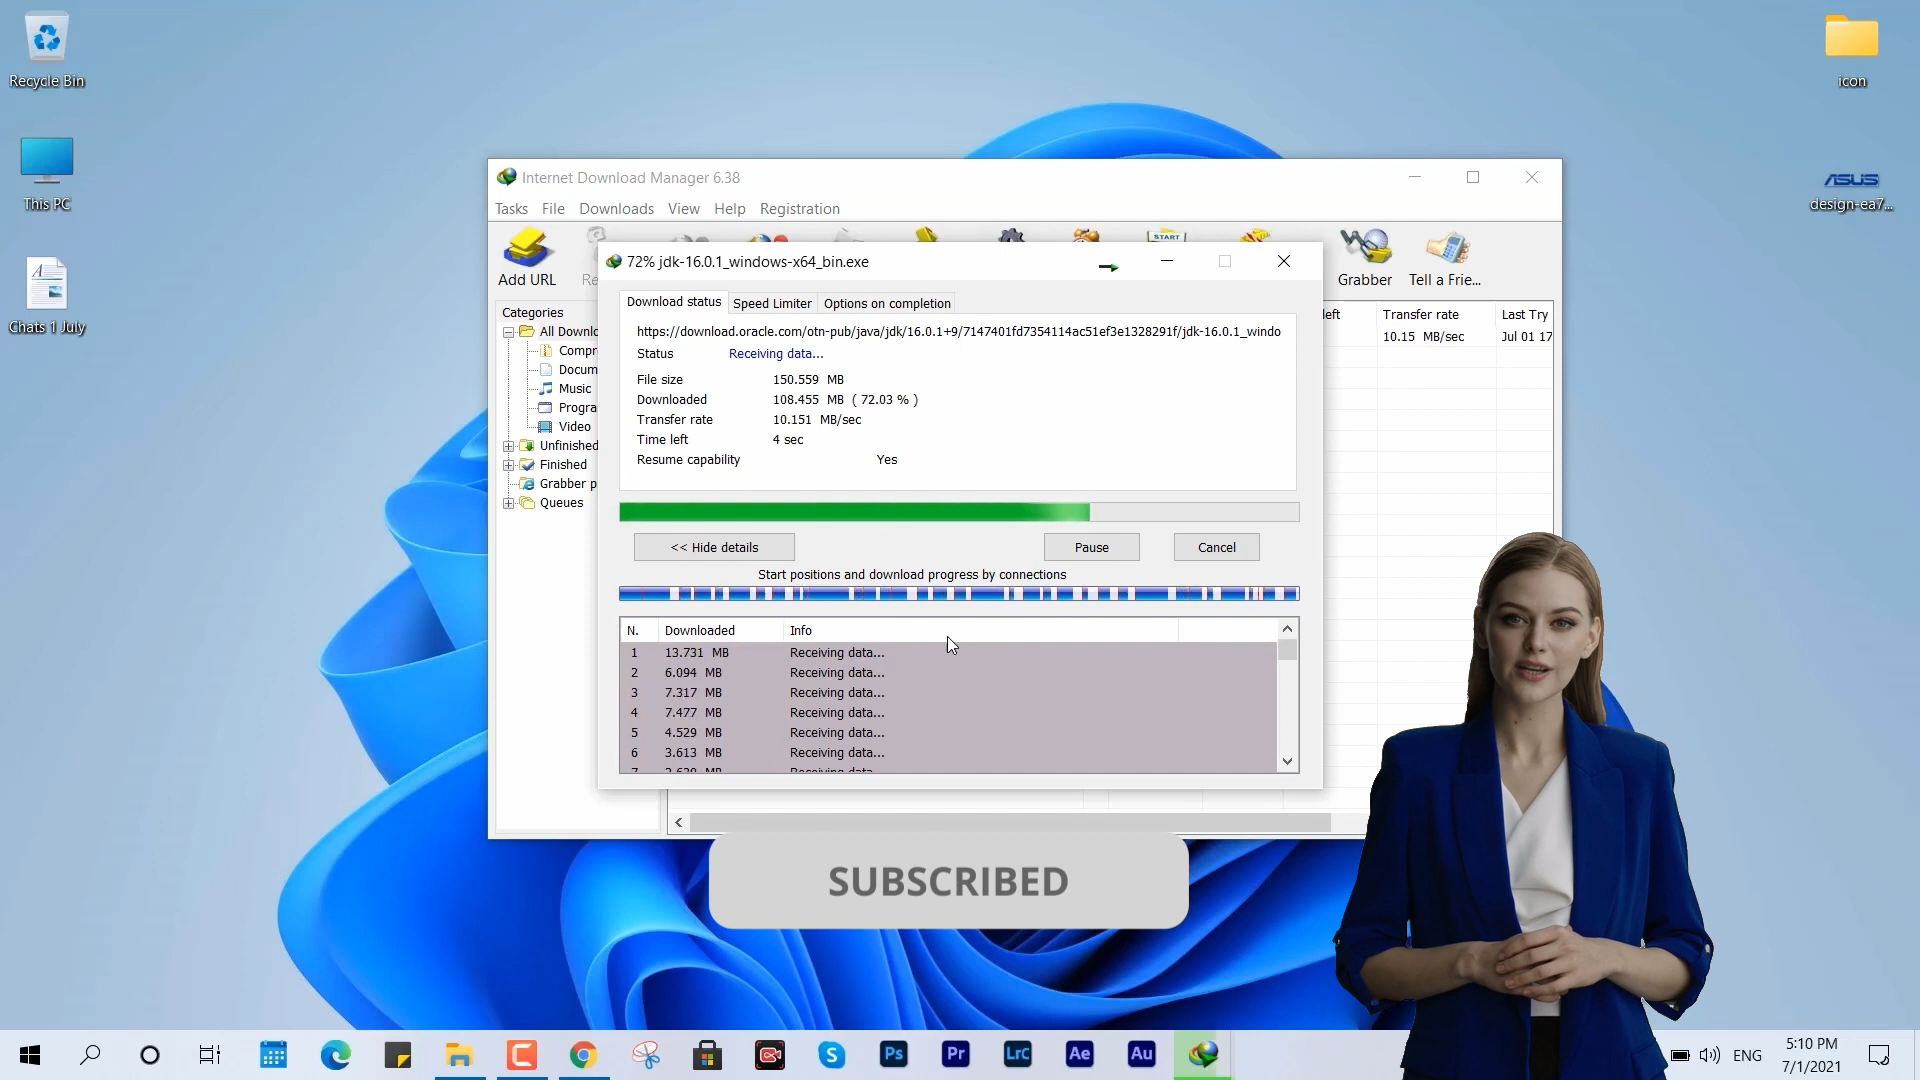 Recycle Bin
This PC
Chats 1 July
icon
ASUS
design-ea7...
Internet Download Manager 6.38
Tasks File Downloads View Help Registration
START
Add URL
Re
Grabber
Tell a Frie...
Categories
All Downlo
Compr
Docum
Music
Progra
Video
Unfinished
Finished
Grabber p
Queues
left Transfer rate Last Try
10.15 MB/sec Jul 01 17
72% jdk-16.0.1_windows-x64_bin.exe
Download status Speed Limiter Options on completion
https://download.oracle.com/otn-pub/java/jdk/16.0.1+9/7147401fd7354114ac51ef3e1328291f/jdk-16.0.1_windo
Status Receiving data...
File size 150.559 MB
Downloaded 108.455 MB ( 72.03 % )
Transfer rate 10.151 MB/sec
Time left 4 sec
Resume capability Yes
<< Hide details Pause Cancel
Start positions and download progress by connections
N. Downloaded Info
1 13.731 MB Receiving data...
2 6.094 MB Receiving data...
3 7.317 MB Receiving data...
4 7.477 MB Receiving data...
5 4.529 MB Receiving data...
6 3.613 MB Receiving data...
SUBSCRIBED
Ps Pr LrC Ae Au
ENG
5:10 PM
7/1/2021